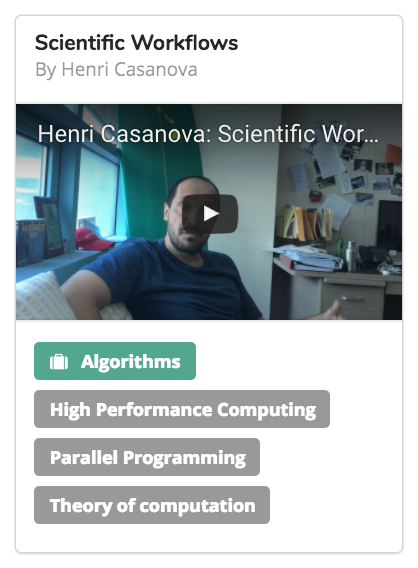 Scientific Workflows
By Henri Casanova
Henri Casanova: Scientific Wor...
Algorithms
High Performance Computing
Parallel Programming
Theory of computation